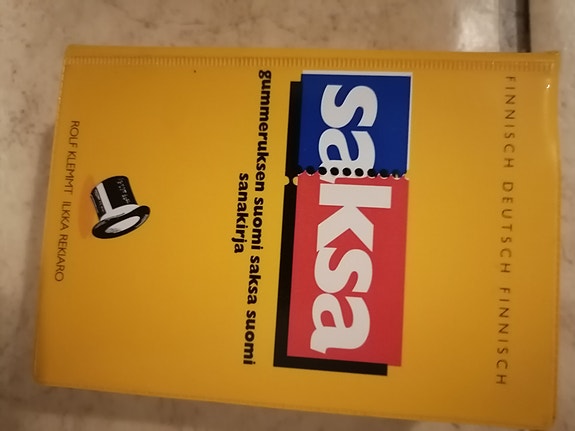 FINNISCH DEUTSCH FINNISCH
saksa
gummeruksen suomi saksa suomi
sanakirja
ROLF KLEMMT ILKKA REKIARO